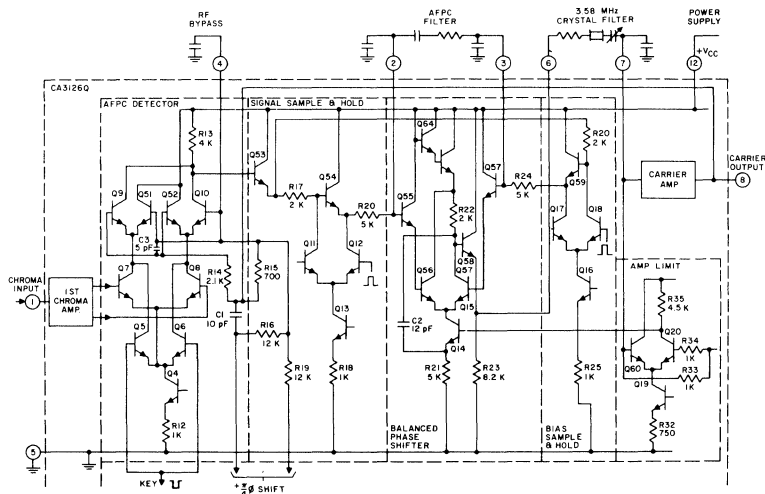 RF
BYPASS
AFPC
FILTER
3.58 MHz
CRYSTAL FILTER
POWER
SUPPLY
+VCC
4
2
3
6
7
12
CA3126Q
AFPC DETECTOR
SIGNAL SAMPLE & HOLD
R13
4 K
Q53
Q64
Q57
R20
2 K
Q9
Q51
Q52
Q10
R17
2 K
Q54
R20
5 K
Q55
R22
2 K
R24
5 K
Q59
CARRIER
AMP
CARRIER
OUTPUT
8
C3
5 pF
Q11
Q12
Q58
Q17
Q18
CHROMA
INPUT
1
1ST
CHROMA
AMP.
Q7
Q8
R14
2.1 K
R15
700
Q56
Q57
Q15
Q16
AMP LIMIT
C1
10 pF
R16
12 K
Q13
C2
12 pF
Q14
R35
4.5 K
Q5
Q6
Q4
R19
12 K
R18
1K
R21
5 K
R23
8.2 K
R25
1K
Q60
Q20
R34
1K
R33
1K
Q19
R12
1K
R32
750
5
BALANCED
PHASE
SHIFTER
BIAS
SAMPLE
& HOLD
KEY
+π/4 ø SHIFT